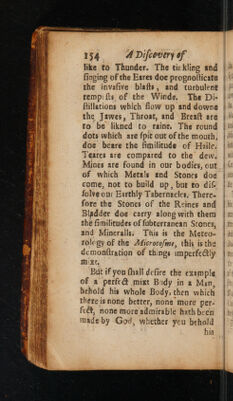 154 A Discovery of
like to Thunder. The tickling and
singing of the Eares doe prognosticate
the invasive blasts, and turbulent
tempests of the Winde. The Di-
stillations which flow up and downe
the Jawes, Throat, and Breast are
to be likned to raine. The round
dots which are spit out of the mouth,
doe beare the similitude of Haile.
Teares are compared to the dew.
Mines are found in our bodies, out
of which Metals and Stones doe
come, not to build up, but to dis-
solve our Earthly Tabernacles. There-
fore the Stones of the Reines and
Bladder doe carry along with them
the similitudes of subterranean Stones,
and Mineralls. This is the Meteo-
rology of the Microcosme, this is the
demonstration of things imperfectly
mixt.
But if you shall desire the example
of a perfect mixt Body in a Man,
behold his whole Body, then which
there is none better, none more per-
fect, none more admirable hath been
made by God, whether you behold
his